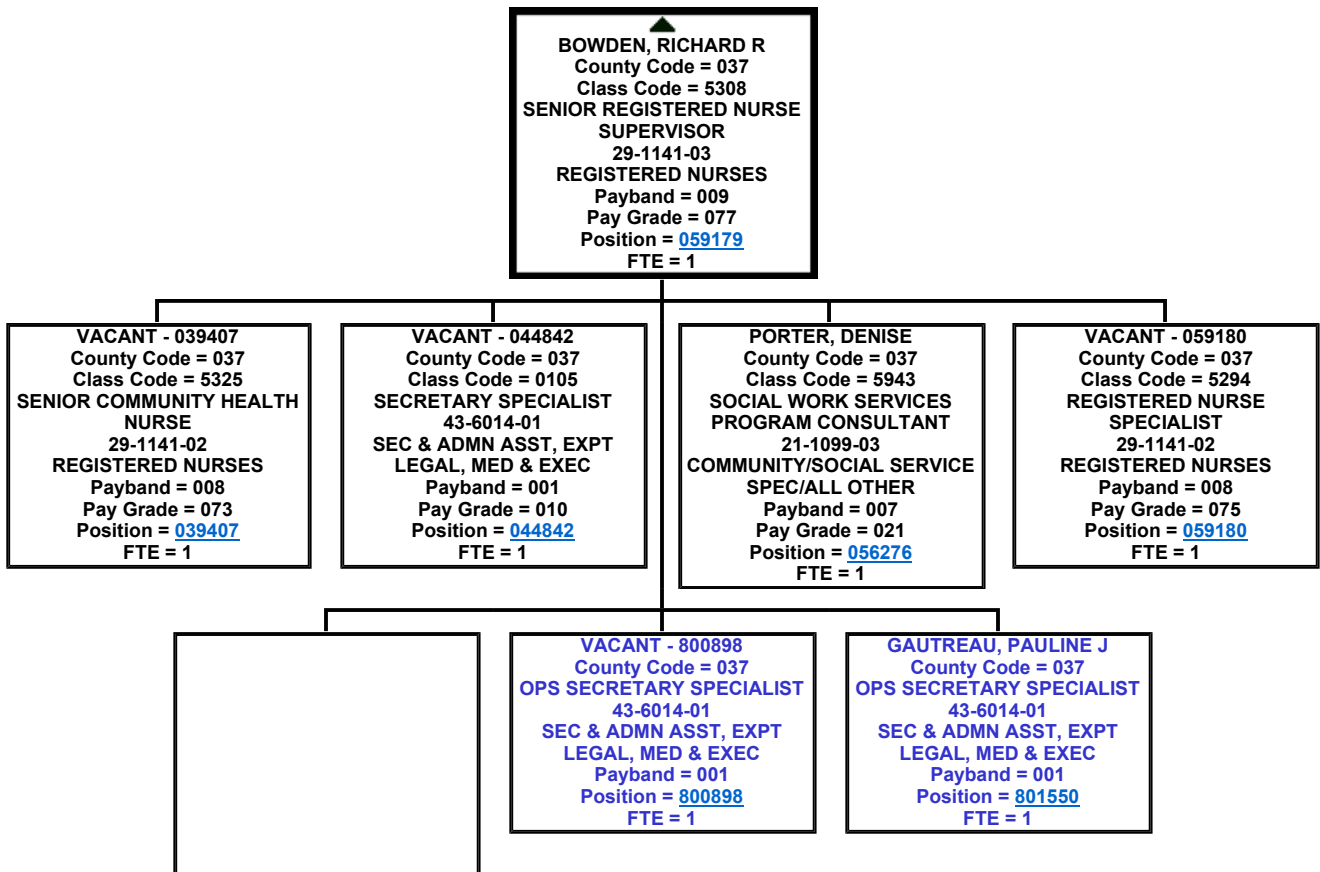 BOWDEN, RICHARD R
County Code = 037
Class Code = 5308
SENIOR REGISTERED NURSE
SUPERVISOR
29-1141-03
REGISTERED NURSES
Payband = 009
Pay Grade = 077
Position = 059179
FTE = 1
VACANT - 039407
County Code = 037
Class Code = 5325
SENIOR COMMUNITY HEALTH
NURSE
29-1141-02
REGISTERED NURSES
Payband = 008
Pay Grade = 073
Position = 039407
FTE = 1
VACANT - 044842
County Code = 037
Class Code = 0105
SECRETARY SPECIALIST
43-6014-01
SEC & ADMN ASST, EXPT
LEGAL, MED & EXEC
Payband = 001
Pay Grade = 010
Position = 044842
FTE = 1
PORTER, DENISE
County Code = 037
Class Code = 5943
SOCIAL WORK SERVICES
PROGRAM CONSULTANT
21-1099-03
COMMUNITY/SOCIAL SERVICE
SPEC/ALL OTHER
Payband = 007
Pay Grade = 021
Position = 056276
FTE = 1
VACANT - 059180
County Code = 037
Class Code = 5294
REGISTERED NURSE
SPECIALIST
29-1141-02
REGISTERED NURSES
Payband = 008
Pay Grade = 075
Position = 059180
FTE = 1
VACANT - 800898
County Code = 037
OPS SECRETARY SPECIALIST
43-6014-01
SEC & ADMN ASST, EXPT
LEGAL, MED & EXEC
Payband = 001
Position = 800898
FTE = 1
GAUTREAU, PAULINE J
County Code = 037
OPS SECRETARY SPECIALIST
43-6014-01
SEC & ADMN ASST, EXPT
LEGAL, MED & EXEC
Payband = 001
Position = 801550
FTE = 1